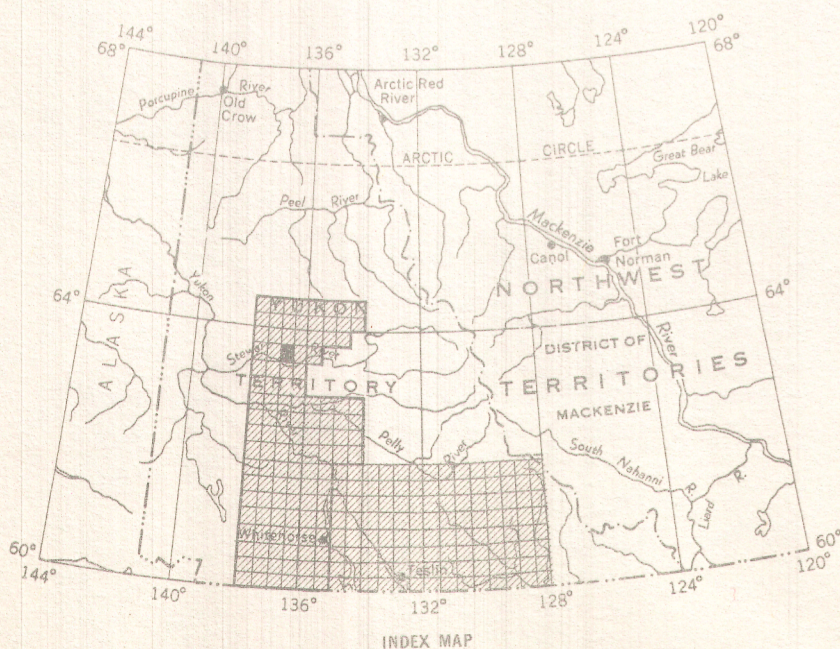 144°
140°
136°
132°
128°
124°
120°
68°
68°
Porcupine River
Old
Crow
Arctic Red
River
ARCTIC CIRCLE
Great Bear
Lake
Peel River
Mackenzie
Canol
Fort
Norman
NORTHWEST
64°
64°
Yukon
ALASKA
YUKON
River
DISTRICT OF
TERRITORY
TERRITORIES
MACKENZIE
Pelly
River
South Nahanni
R.
Liard R.
Whitehorse
Teslin
60°
60°
144°
140°
136°
132°
128°
124°
120°
INDEX MAP